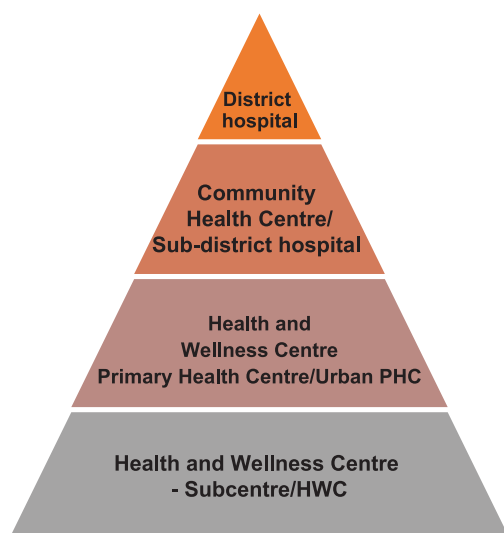 District
hospital
Community
Health Centre/
Sub-district hospital
Health and
Wellness Centre
Primary Health Centre/Urban PHC
Health and Wellness Centre
- Subcentre/HWC